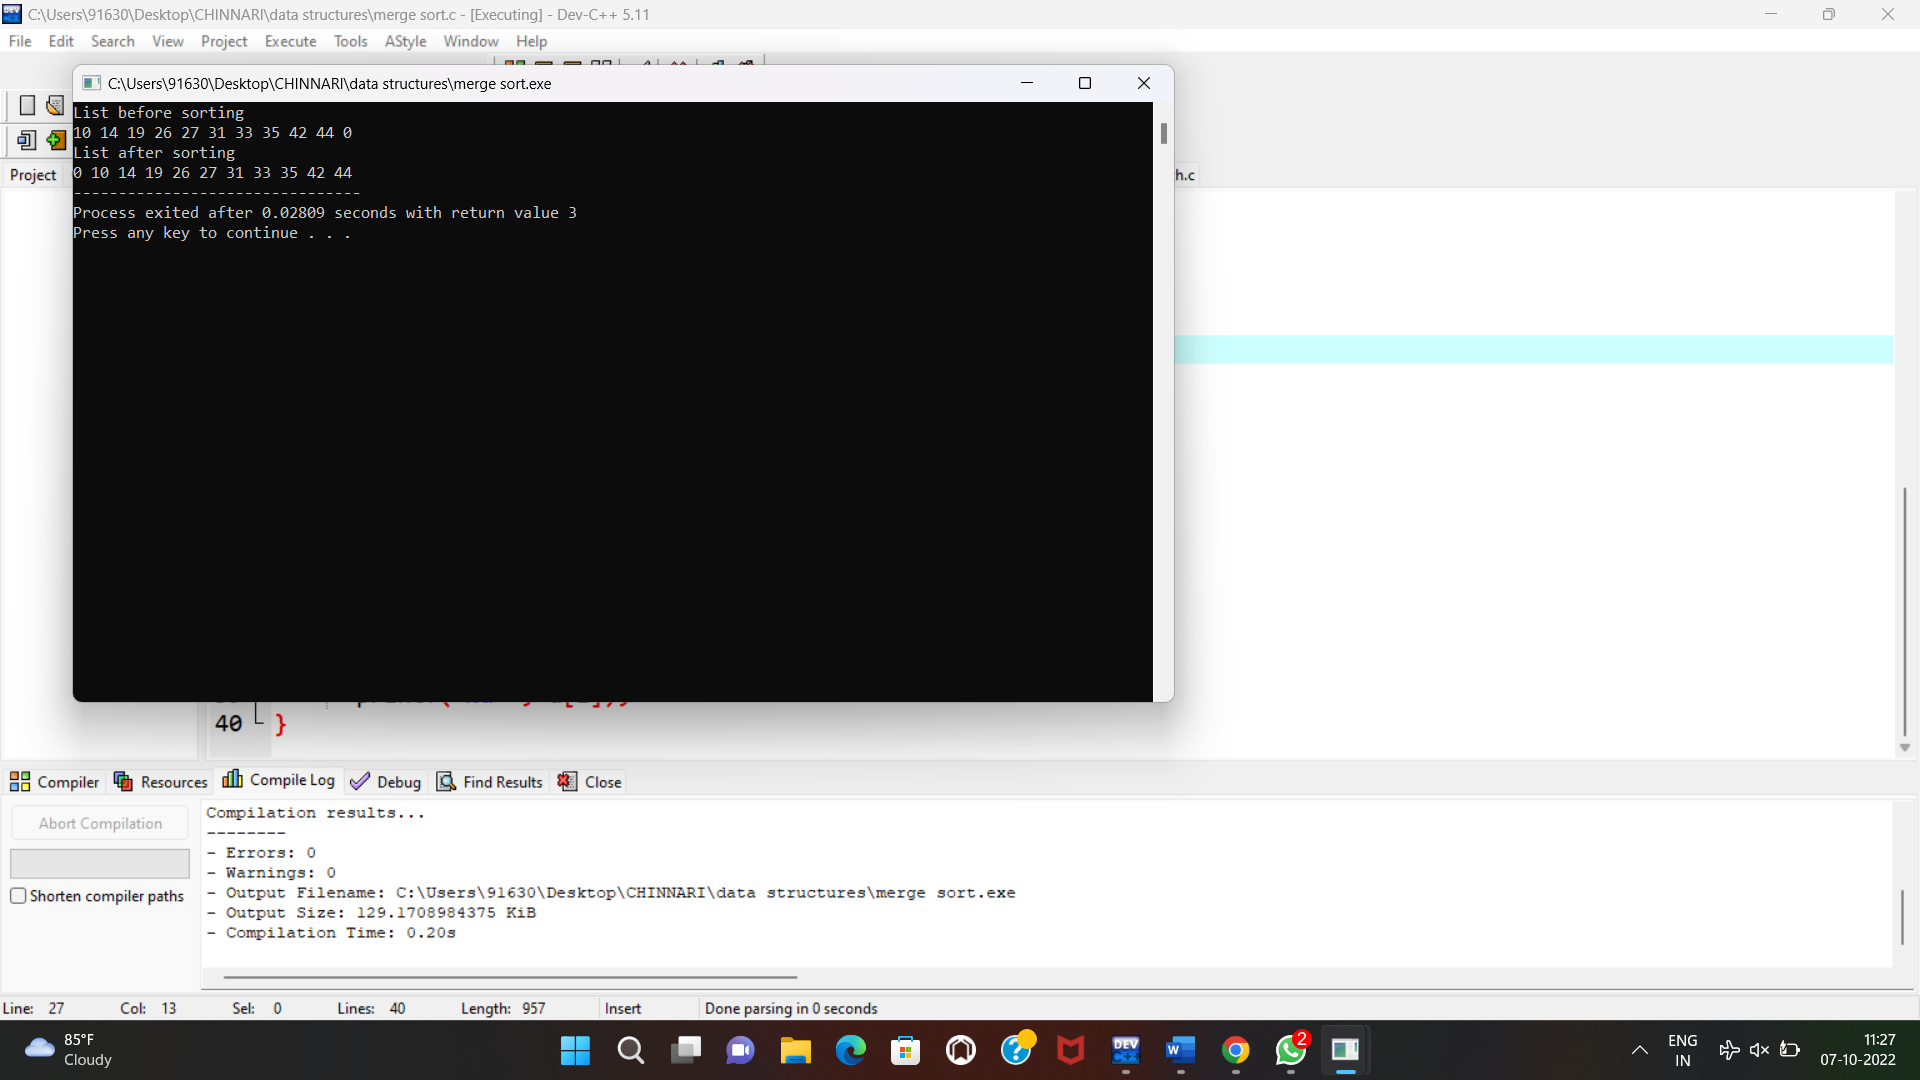 C:\Users\91630\Desktop\CHINNARI\data structures\merge sort.c - [Executing] - Dev-C++ 5.11
File Edit Search View Project Execute Tools AStyle Window Help
C:\Users\91630\Desktop\CHINNARI\data structures\merge sort.exe
List before sorting
10 14 19 26 27 31 33 35 42 44 0
List after sorting
0 10 14 19 26 27 31 33 35 42 44
--------------------------------
Process exited after 0.02809 seconds with return value 3
Press any key to continue . . .
Project
h.c
40 }
Compiler Resources Compile Log Debug Find Results Close
Abort Compilation
Shorten compiler paths
Compilation results...
--------
- Errors: 0
- Warnings: 0
- Output Filename: C:\Users\91630\Desktop\CHINNARI\data structures\merge sort.exe
- Output Size: 129.1708984375 KiB
- Compilation Time: 0.20s
Line: 27 Col: 13 Sel: 0 Lines: 40 Length: 957 Insert Done parsing in 0 seconds
85°F
Cloudy
DEV
C++
W
2
ENG
IN
11:27
07-10-2022